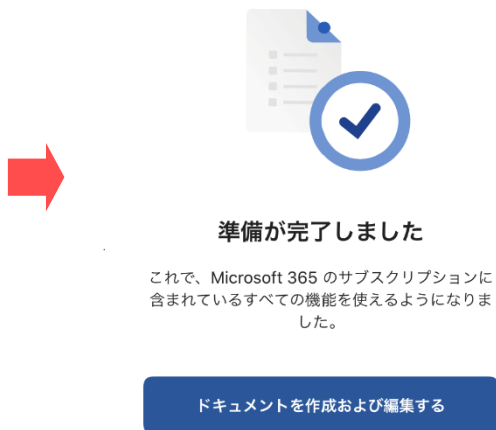 準備が完了しました
これで、Microsoft 365 のサブスクリプションに
含まれているすべての機能を使えるようになりま
した。
ドキュメントを作成および編集する